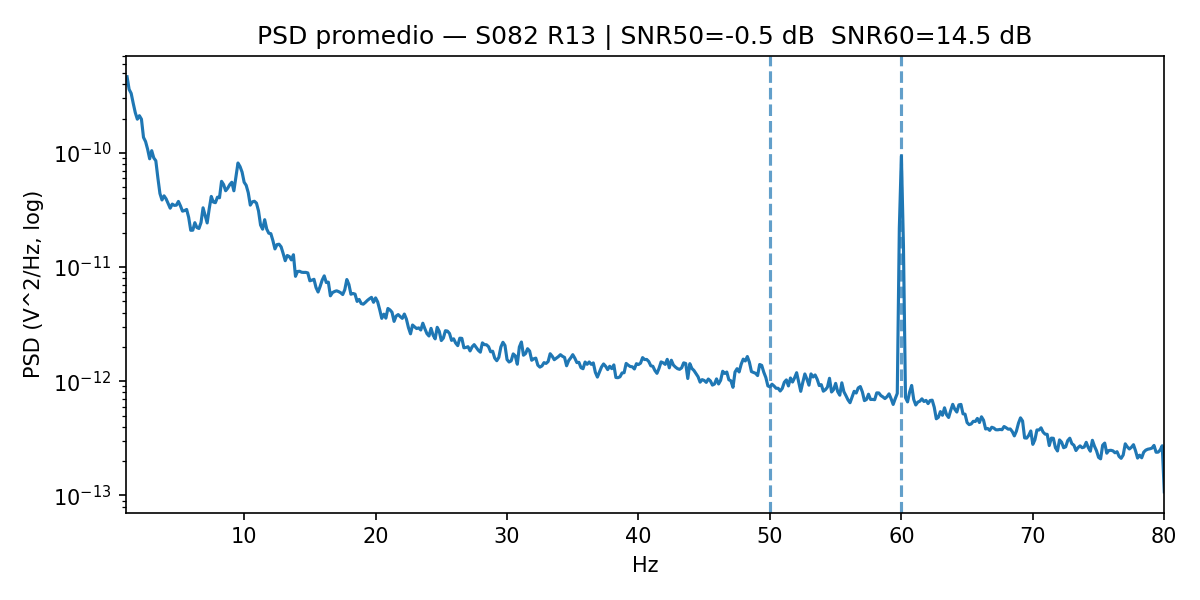 PSD promedio — S082 R13 | SNR50=-0.5 dB  SNR60=14.5 dB
PSD (V^2/Hz, log)
10⁻¹⁰
10⁻¹¹
10⁻¹²
10⁻¹³
10 20 30 40 50 60 70 80
Hz